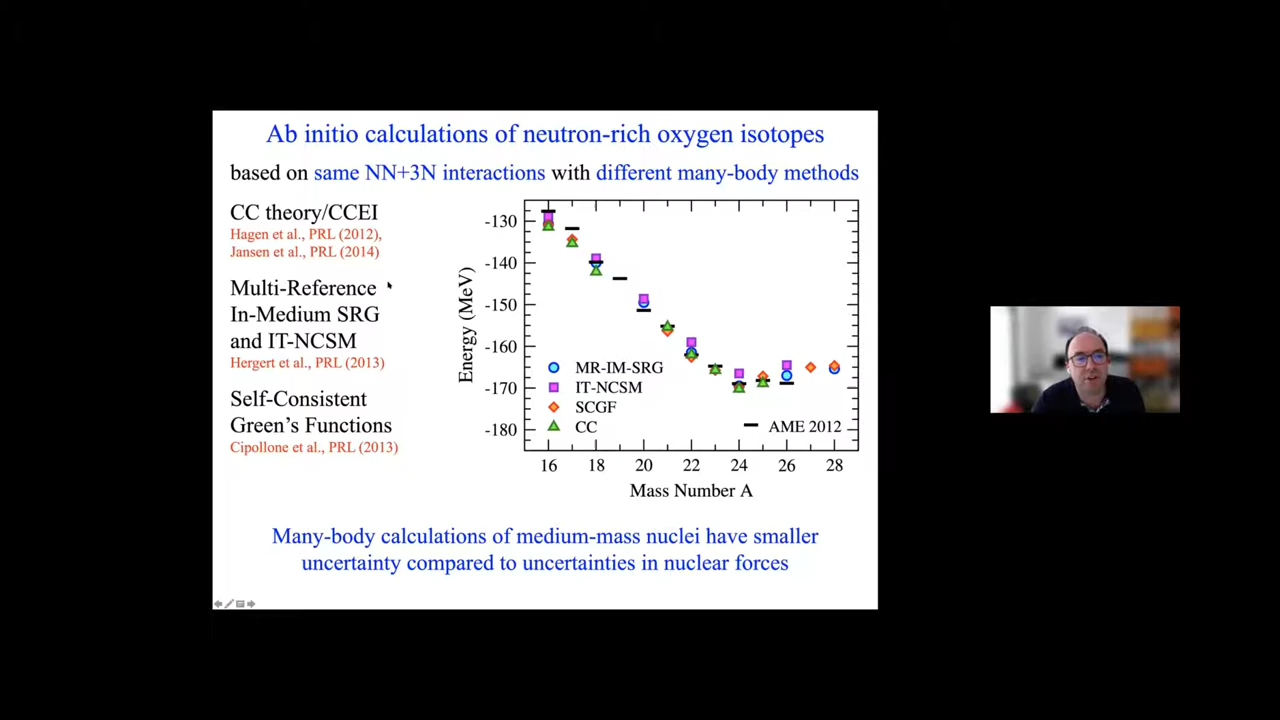 Ab initio calculations of neutron-rich oxygen isotopes
based on same NN+3N interactions with different many-body methods
CC theory/CCEI
Hagen et al., PRL (2012),
Jansen et al., PRL (2014)
Multi-Reference
In-Medium SRG
and IT-NCSM
Hergert et al., PRL (2013)
Self-Consistent
Green's Functions
Cipollone et al., PRL (2013)
Energy (MeV)
-130
-140
-150
-160
-170
-180
MR-IM-SRG
IT-NCSM
SCGF
CC
AME 2012
16 18 20 22 24 26 28
Mass Number A
Many-body calculations of medium-mass nuclei have smaller
uncertainty compared to uncertainties in nuclear forces